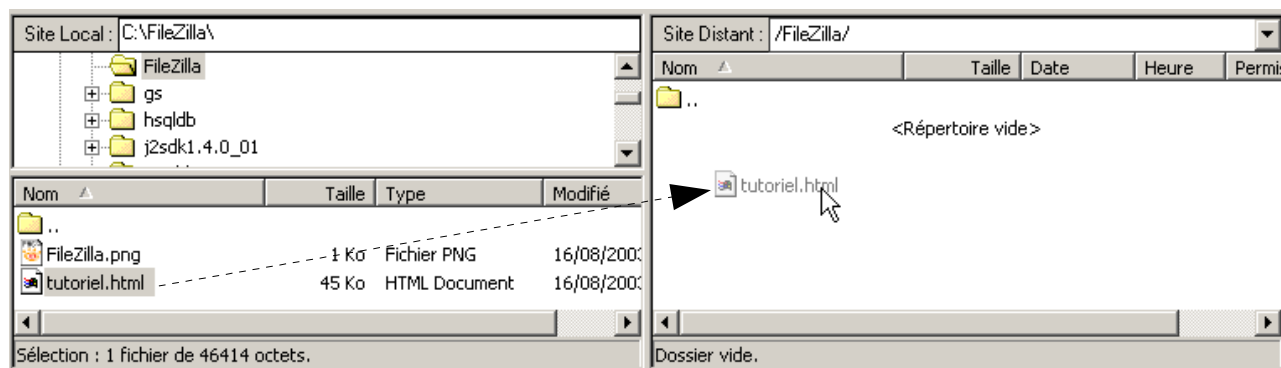 Site Local : C:\FileZilla\
FileZilla
gs
hsqldb
j2sdk1.4.0_01
Nom Taille Type Modifié
..
FileZilla.png 1 Ko Fichier PNG 16/08/2003
tutoriel.html 45 Ko HTML Document 16/08/2003
Sélection : 1 fichier de 46414 octets.
Site Distant : /FileZilla/
Nom Taille Date Heure Permis
..
<Répertoire vide>
tutoriel.html
Dossier vide.